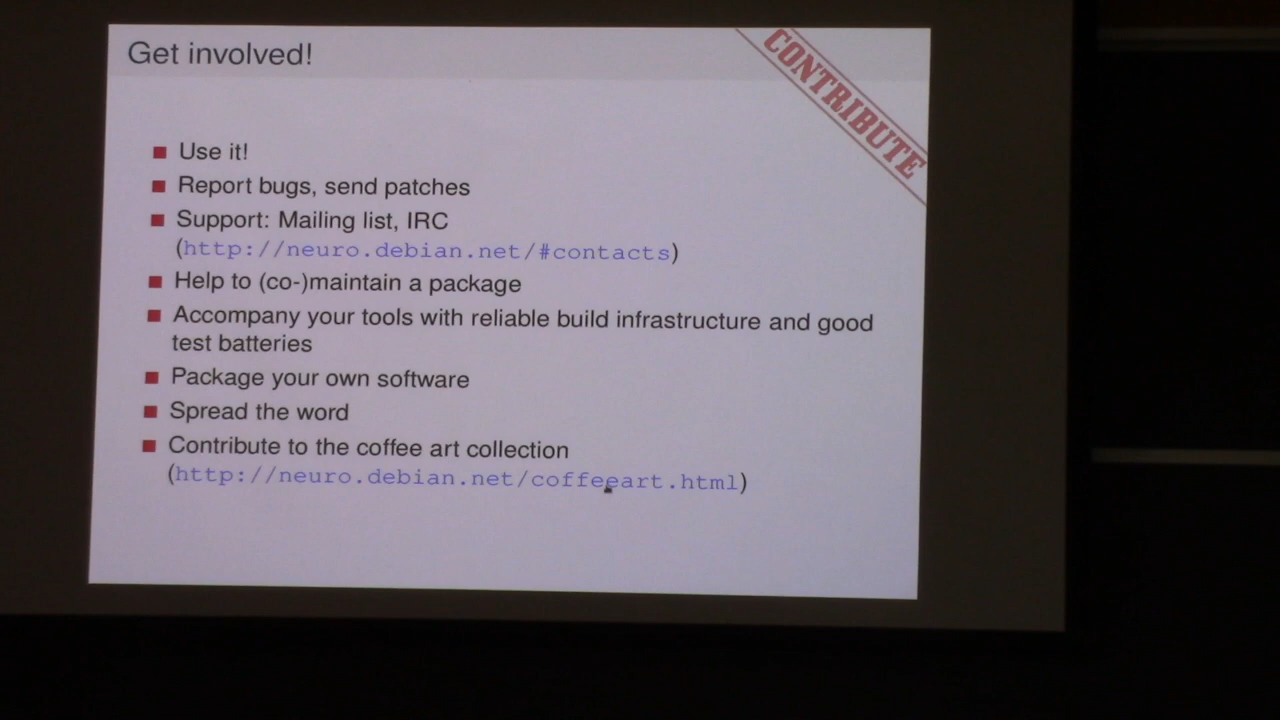 Get involved!
CONTRIBUTE
Use it!
Report bugs, send patches
Support: Mailing list, IRC
(http://neuro.debian.net/#contacts)
Help to (co-)maintain a package
Accompany your tools with reliable build infrastructure and good
test batteries
Package your own software
Spread the word
Contribute to the coffee art collection
(http://neuro.debian.net/coffeeart.html)